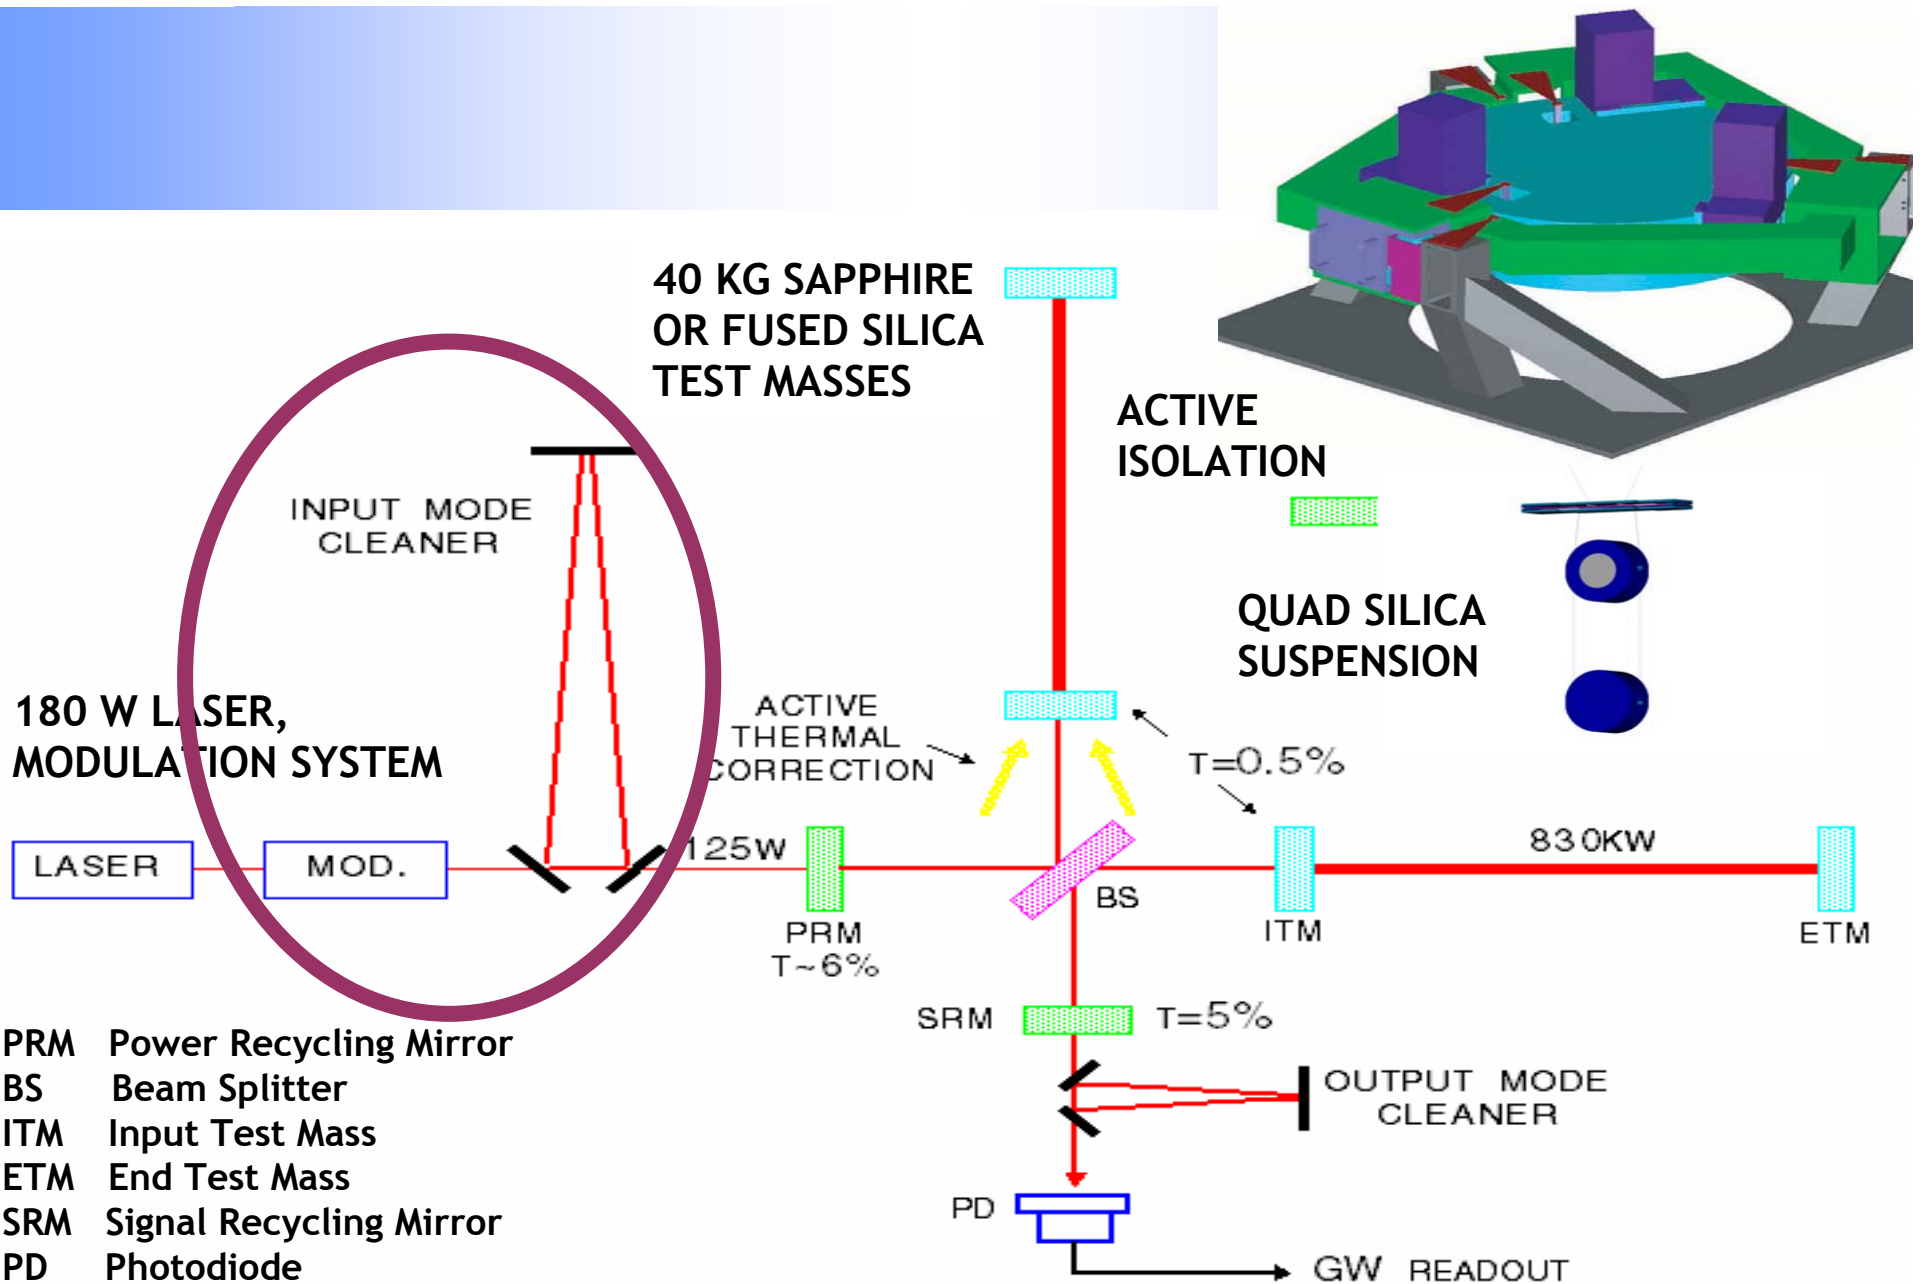 40 KG SAPPHIRE
OR FUSED SILICA
TEST MASSES
ACTIVE
ISOLATION
INPUT MODE
CLEANER
QUAD SILICA
SUSPENSION
180 W LASER,
MODULATION SYSTEM
ACTIVE
THERMAL
CORRECTION
T=0.5%
LASER
MOD.
125W
830KW
BS
PRM
T~6%
ITM
ETM
SRM
T=5%
OUTPUT MODE
CLEANER
PD
GW READOUT
PRM Power Recycling Mirror
BS Beam Splitter
ITM Input Test Mass
ETM End Test Mass
SRM Signal Recycling Mirror
PD Photodiode